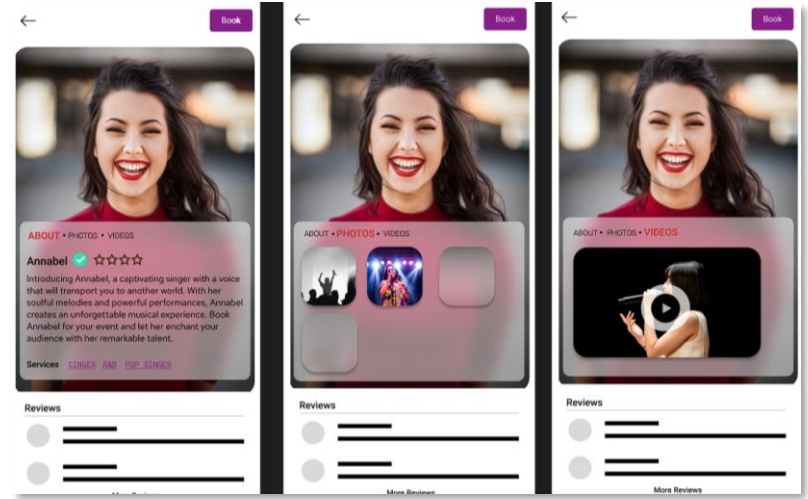 Book
ABOUT • PHOTOS • VIDEOS
Annabel
Introducing Annabel, a captivating singer with a voice
that will transport you to another world. With her
soulful melodies and powerful performances, Annabel
creates an unforgettable musical experience. Book
Annabel for your event and let her enchant your
audience with her remarkable talent.
Services SINGER R&B POP SINGER
Reviews
More Reviews
Book
ABOUT • PHOTOS • VIDEOS
Reviews
More Reviews
Book
ABOUT • PHOTOS • VIDEOS
Reviews
More Reviews